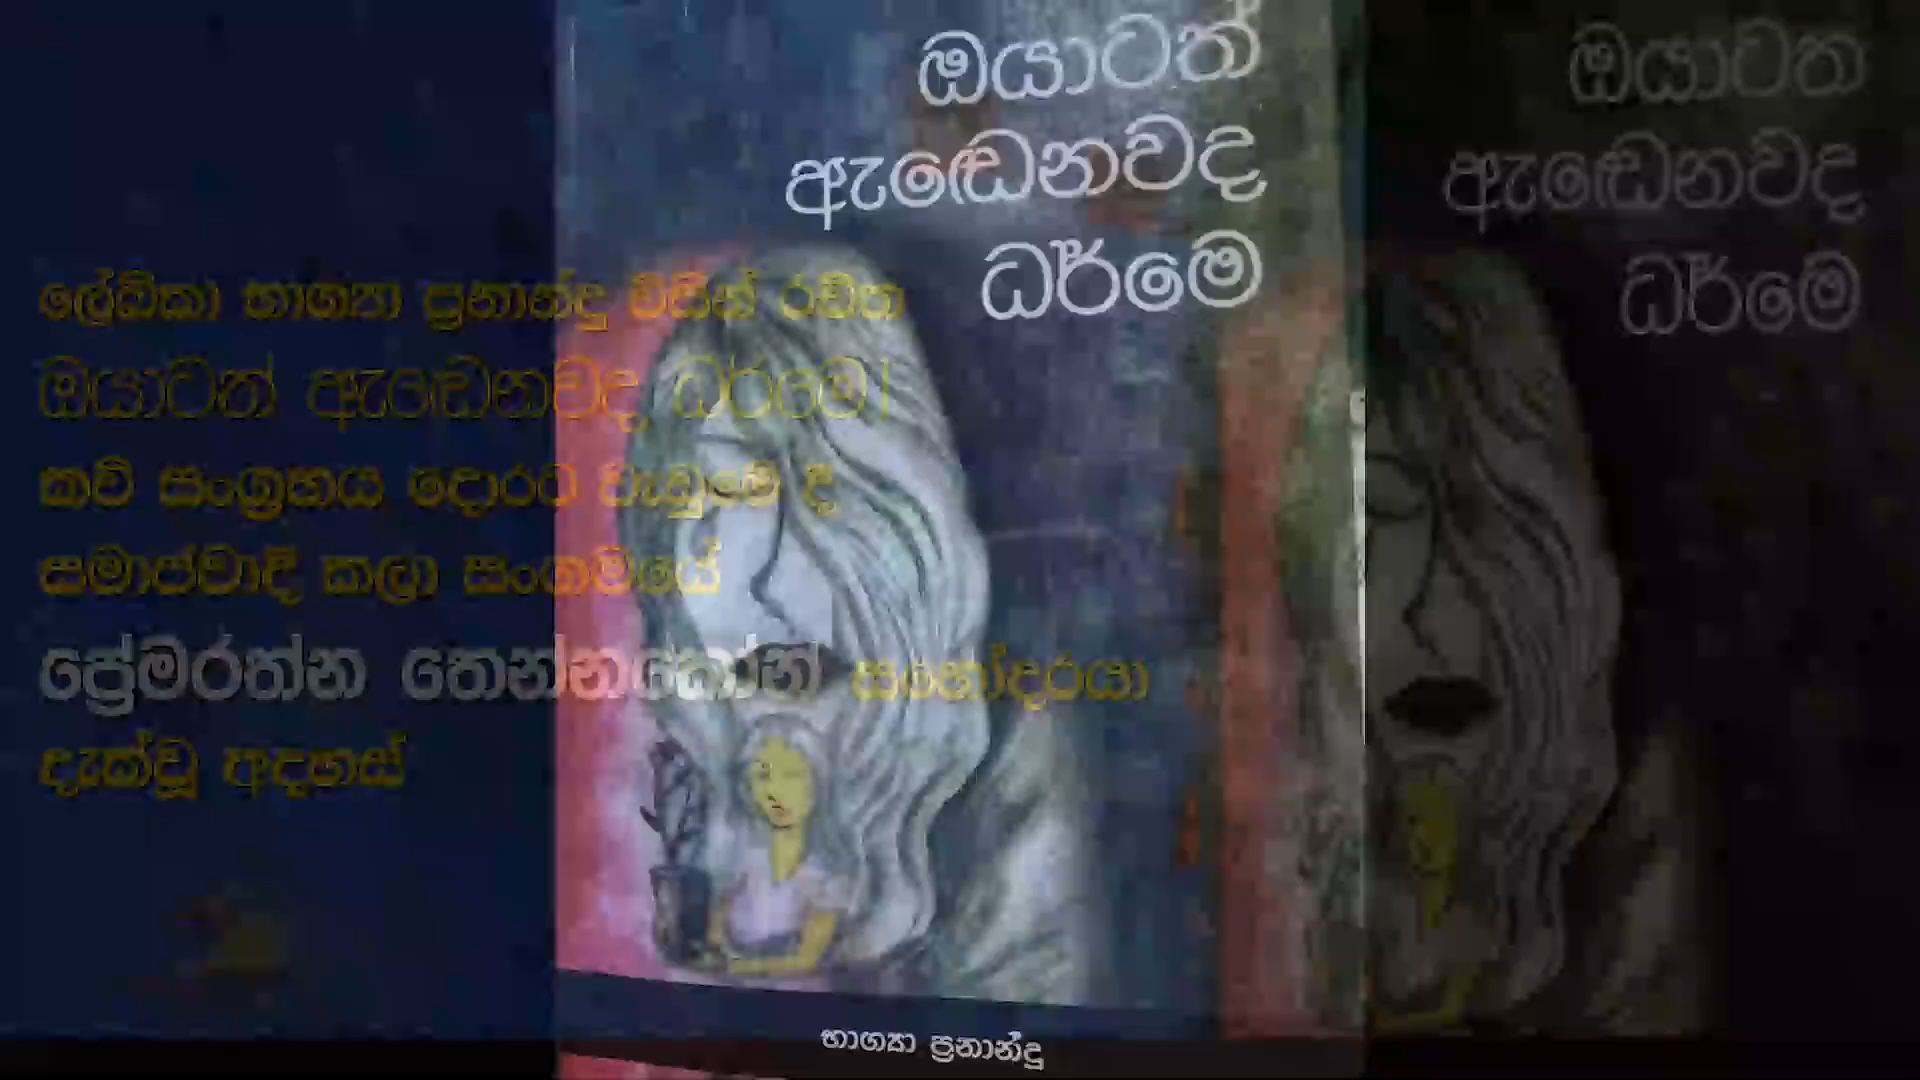 ඔයාටත්
ඇඬෙනවද
ධර්මෙ
ඔයාටත
ඇඬෙනවද
ධර්මේ
ලේඛිකා භාග්‍යා ප්‍රනාන්දු විසින් රචිත
ඔයාටත් ඇඬෙනවද ධර්මෙ!
කවි සංග්‍රහය දොරට වැඩුමේ දී
සමාජවාදී කලා සංගමයේ
ප්‍රේමරත්න තෙන්නකෝන් සහෝදරයා
දැක්වූ අදහස්
භාග්‍යා ප්‍රනාන්දු